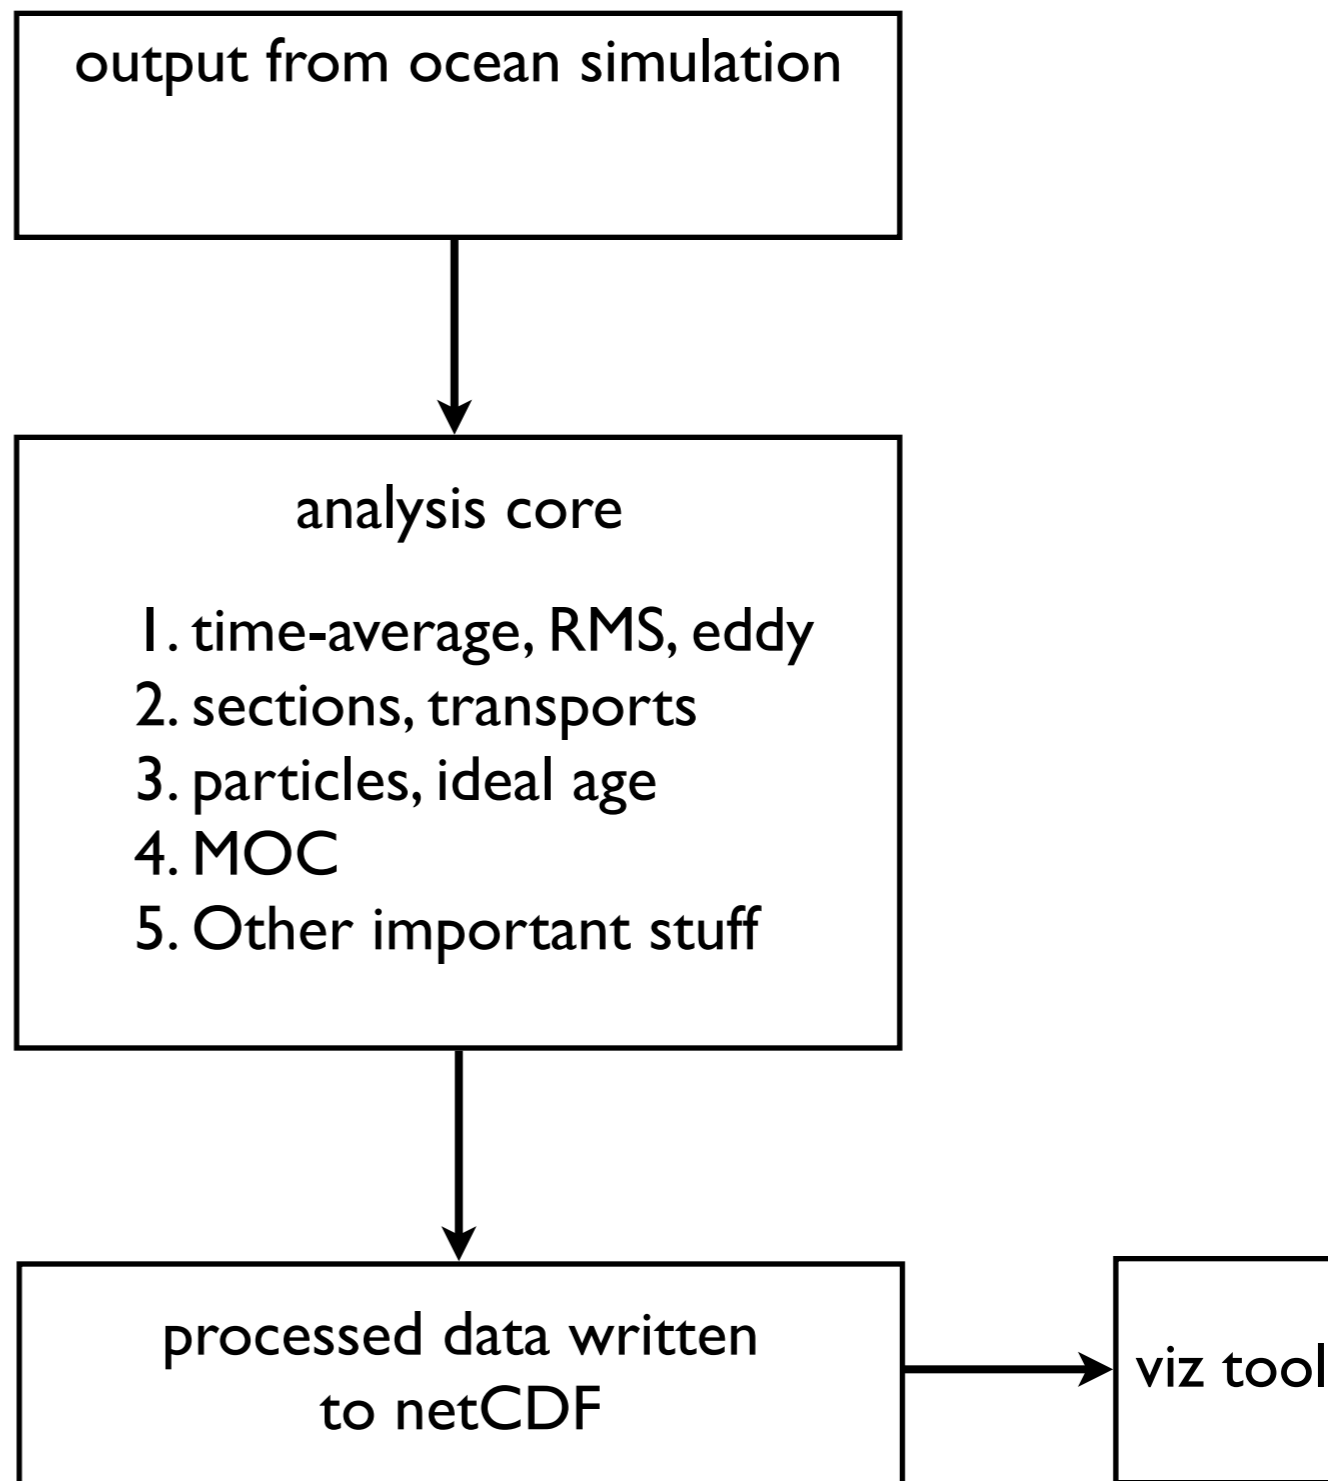 output from ocean simulation
analysis core
1. time-average, RMS, eddy
2. sections, transports
3. particles, ideal age
4. MOC
5. Other important stuff
processed data written
to netCDF
viz tool